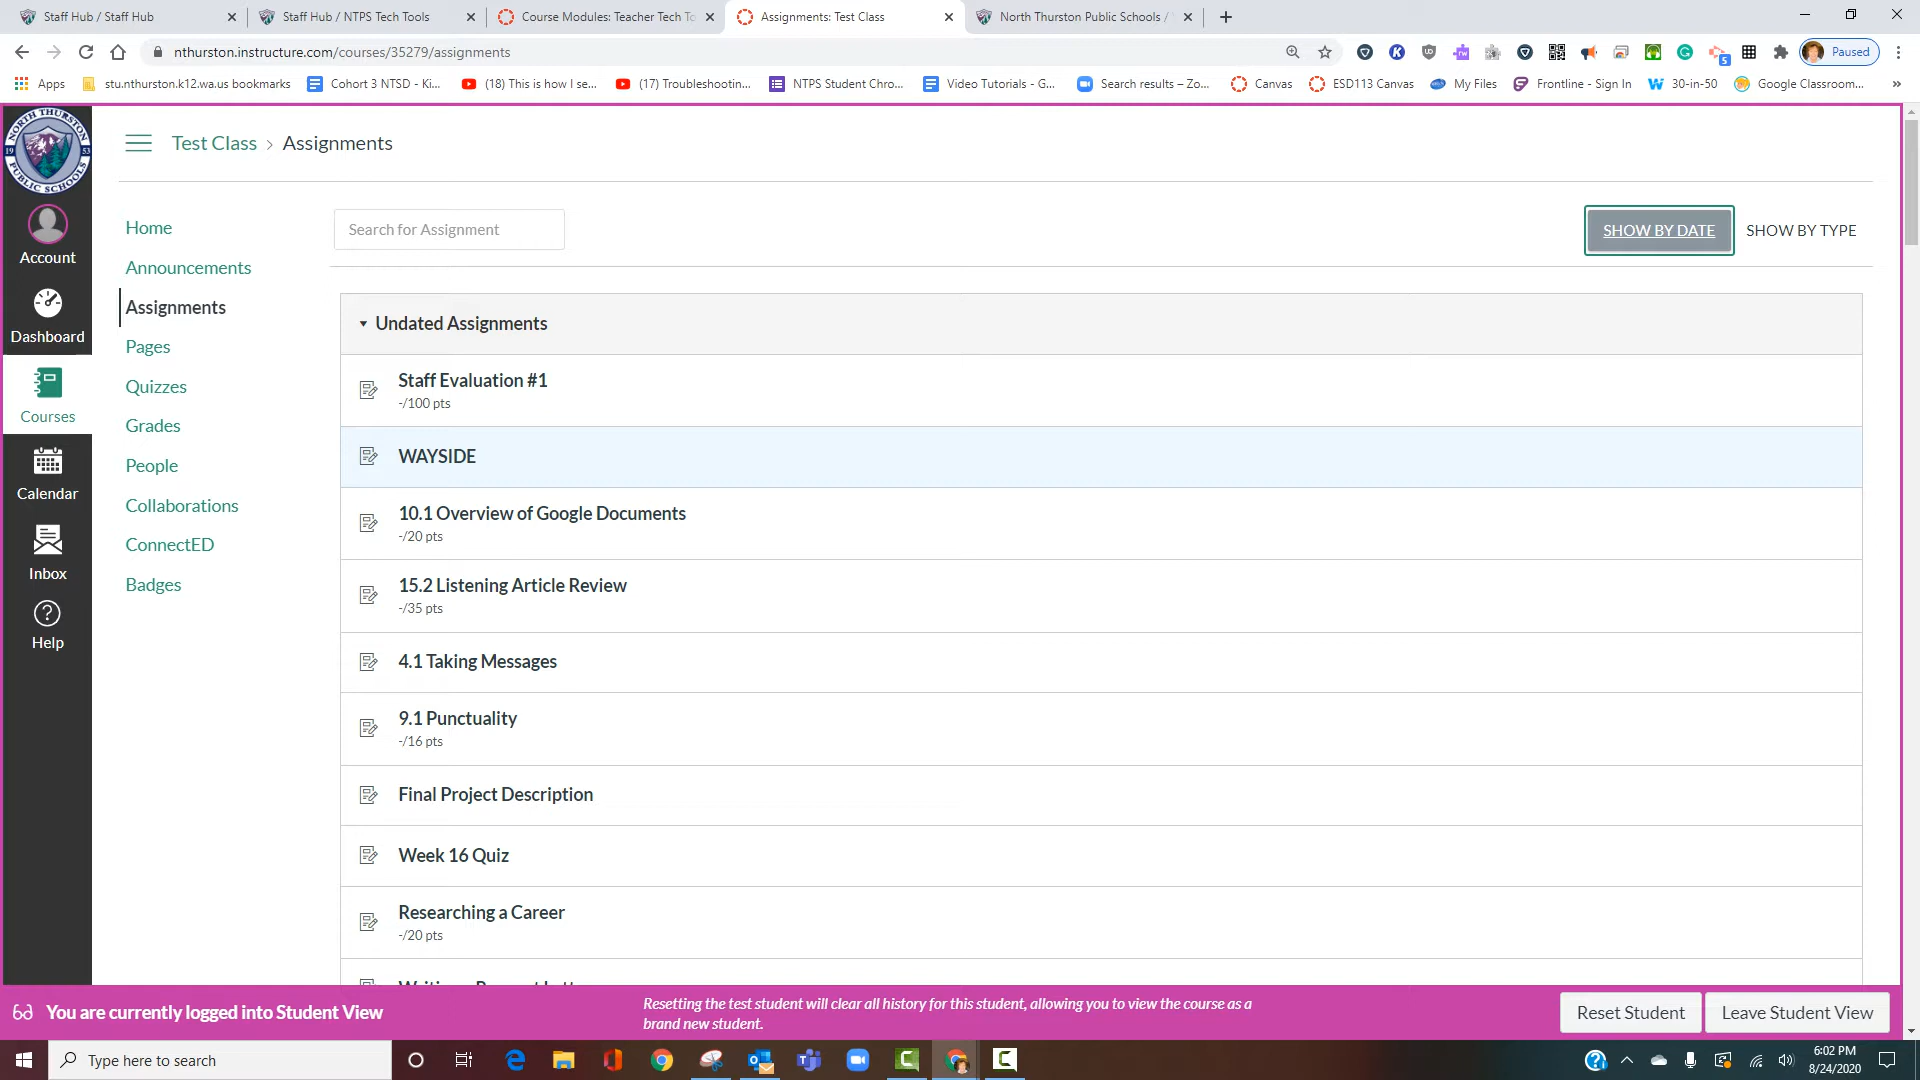 Staff Hub / Staff Hub
Staff Hub / NTPS Tech Tools
Course Modules: Teacher Tech To
Assignments: Test Class
North Thurston Public Schools /
nthurston.instructure.com/courses/35279/assignments
5
Paused
Apps
stu.nthurston.k12.wa.us bookmarks
Cohort 3 NTSD - Ki...
(18) This is how I se...
(17) Troubleshootin...
NTPS Student Chro...
Video Tutorials - G...
Search results – Zo...
Canvas
ESD113 Canvas
My Files
Frontline - Sign In
30-in-50
Google Classroom...
NORTH THURSTON
19 53
PUBLIC SCHOOLS
Test Class > Assignments
Account
Dashboard
Courses
Calendar
Inbox
Help
Home
Announcements
Assignments
Pages
Quizzes
Grades
People
Collaborations
ConnectED
Badges
Search for Assignment
SHOW BY DATE
SHOW BY TYPE
Undated Assignments
Staff Evaluation #1
-/100 pts
WAYSIDE
10.1 Overview of Google Documents
-/20 pts
15.2 Listening Article Review
-/35 pts
4.1 Taking Messages
9.1 Punctuality
-/16 pts
Final Project Description
Week 16 Quiz
Researching a Career
-/20 pts
You are currently logged into Student View
Resetting the test student will clear all history for this student, allowing you to view the course as a
brand new student.
Reset Student
Leave Student View
Type here to search
6:02 PM
8/24/2020